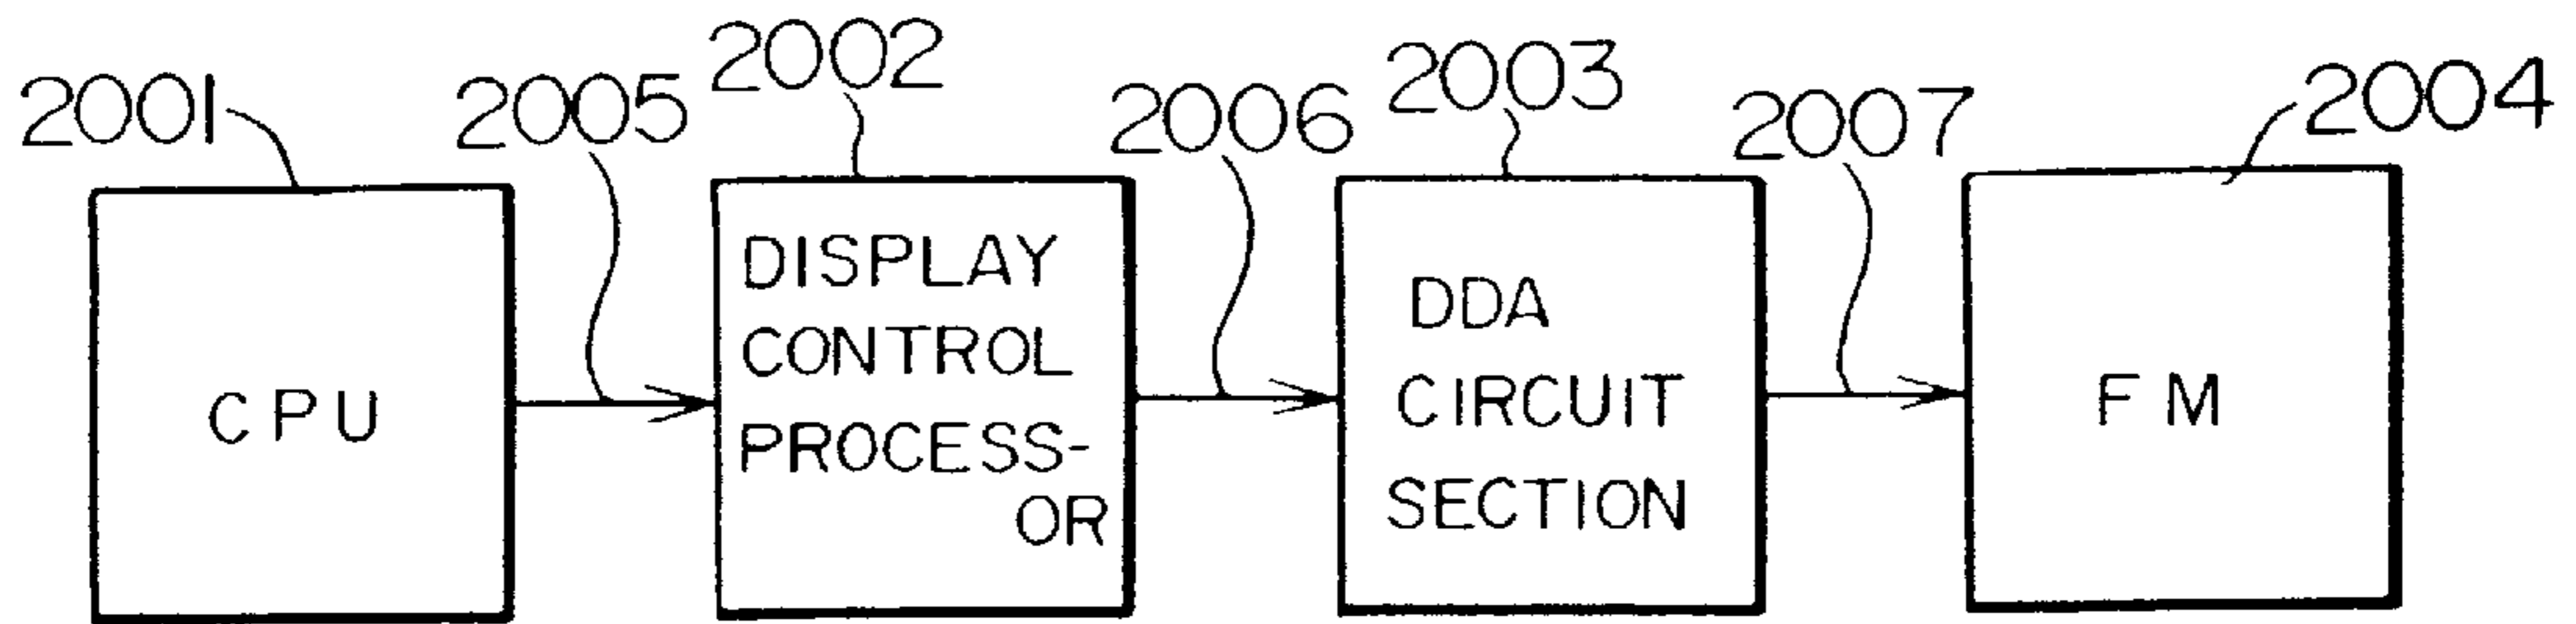 2001
2005
2002
2006
2003
2007
2004
CPU
DISPLAY
CONTROL
PROCESS-
OR
DDA
CIRCUIT
SECTION
FM